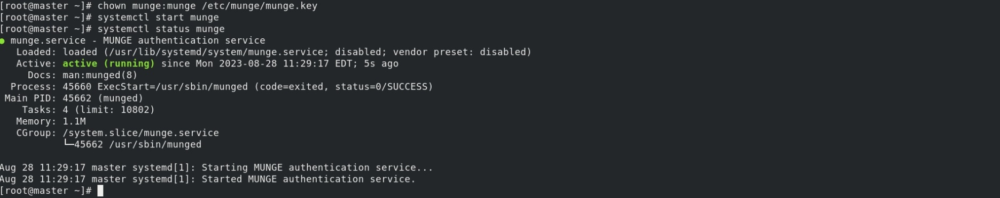 [root@master ~]# chown munge:munge /etc/munge/munge.key
[root@master ~]# systemctl start munge
[root@master ~]# systemctl status munge
● munge.service - MUNGE authentication service
   Loaded: loaded (/usr/lib/systemd/system/munge.service; disabled; vendor preset: disabled)
   Active: active (running) since Mon 2023-08-28 11:29:17 EDT; 5s ago
     Docs: man:munged(8)
  Process: 45660 ExecStart=/usr/sbin/munged (code=exited, status=0/SUCCESS)
 Main PID: 45662 (munged)
    Tasks: 4 (limit: 10802)
   Memory: 1.1M
   CGroup: /system.slice/munge.service
           └─45662 /usr/sbin/munged

Aug 28 11:29:17 master systemd[1]: Starting MUNGE authentication service...
Aug 28 11:29:17 master systemd[1]: Started MUNGE authentication service.
[root@master ~]#